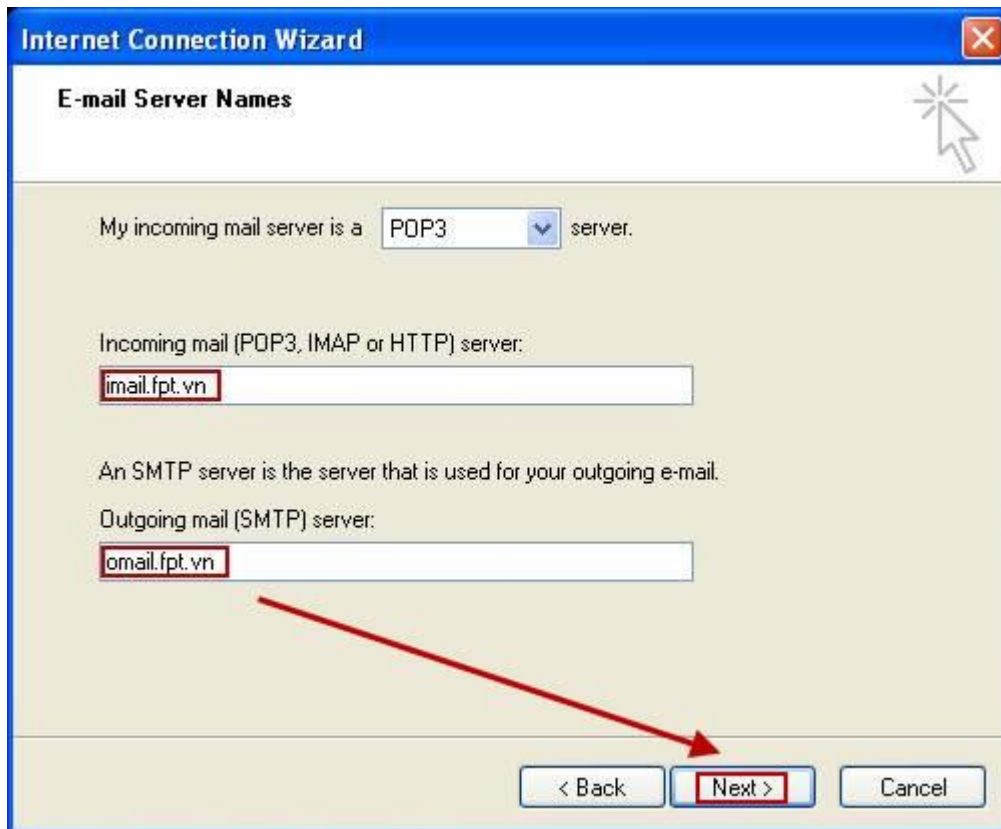 Internet Connection Wizard
E-mail Server Names
My incoming mail server is a POP3 server.
Incoming mail (POP3, IMAP or HTTP) server:
imail.fpt.vn
An SMTP server is the server that is used for your outgoing e-mail.
Outgoing mail (SMTP) server:
omail.fpt.vn
< Back Next > Cancel